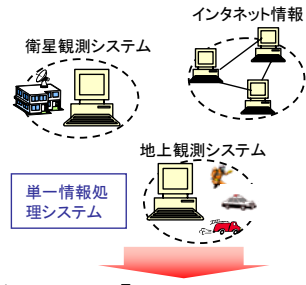 インタネット情報
衛星観測システム
地上観測システム
単一情報処
理システム